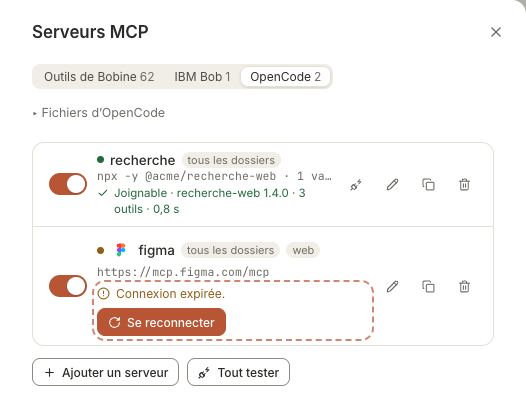 Serveurs MCP
Outils de Bobine 62 IBM Bob 1 OpenCode 2
▸ Fichiers d’OpenCode
recherche tous les dossiers
npx -y @acme/recherche-web · 1 va…
Joignable · recherche-web 1.4.0 · 3
outils · 0,8 s
figma tous les dossiers web
https://mcp.figma.com/mcp
Connexion expirée.
Se reconnecter
Ajouter un serveur Tout tester